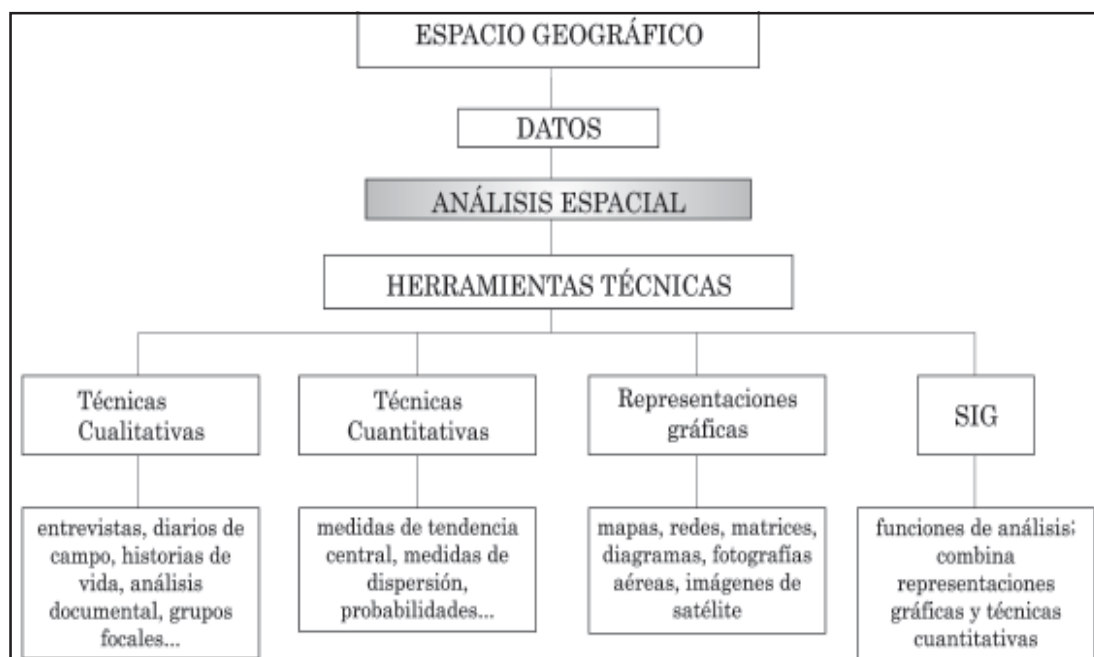 ESPACIO GEOGRÁFICO
DATOS
ANÁLISIS ESPACIAL
HERRAMIENTAS TÉCNICAS
Técnicas
Cualitativas
Técnicas
Cuantitativas
Representaciones
gráficas
SIG
entrevistas, diarios de
campo, historias de
vida, análisis
documental, grupos
focales...
medidas de tendencia
central, medidas de
dispersión,
probabilidades...
mapas, redes, matrices,
diagramas, fotografías
aéreas, imágenes de
satélite
funciones de análisis;
combina
representaciones
gráficas y técnicas
cuantitativas